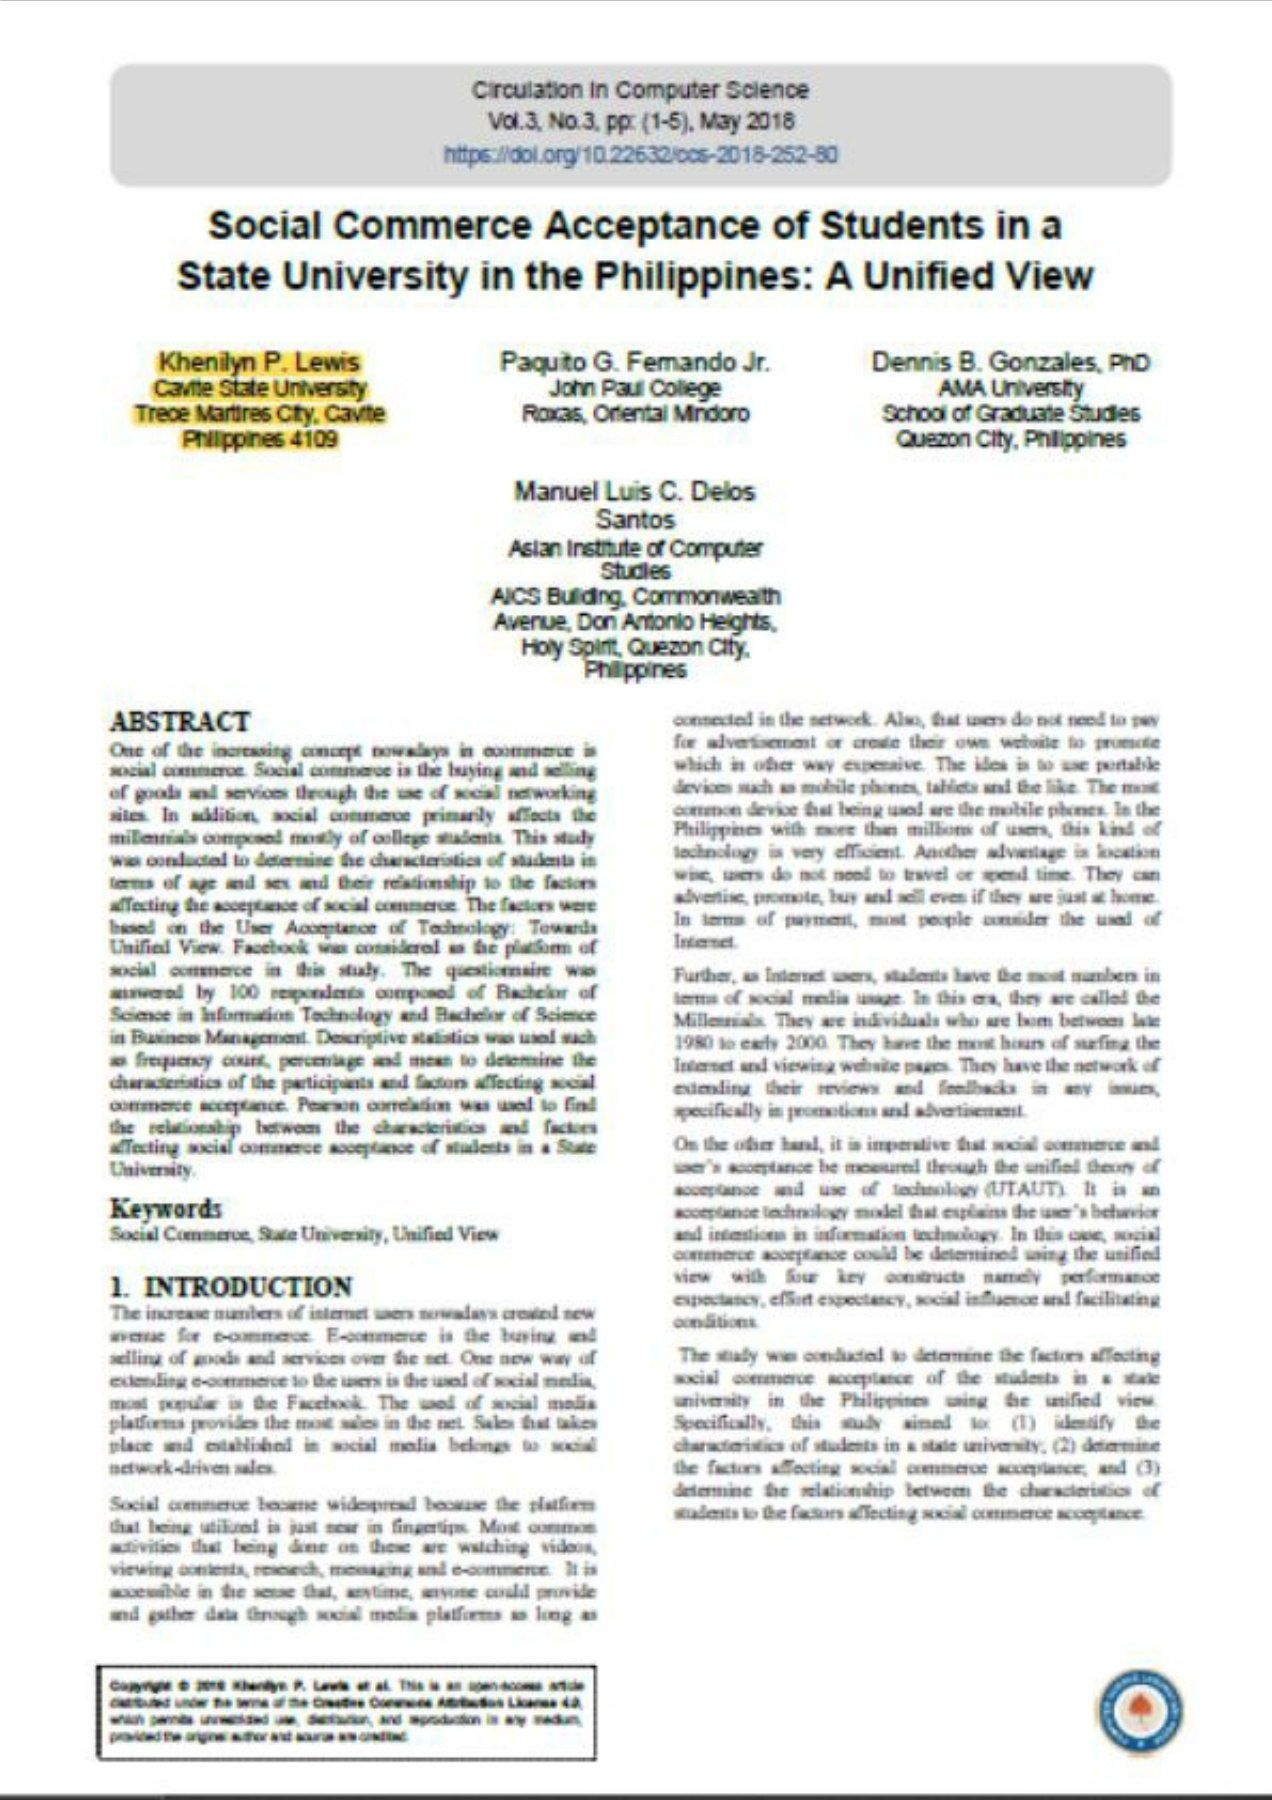 Circulation in Computer Science
Vol.3, No.3, pp: (1-5), May 2018
https://doi.org/10.22632/ccs-2018-252-80
Social Commerce Acceptance of Students in a
State University in the Philippines: A Unified View
Khenilyn P. Lewis
Cavite State University
Trece Martires City, Cavite
Philippines 4109
Paquito G. Fernando Jr.
John Paul College
Roxas, Oriental Mindoro
Dennis B. Gonzales, PhD
AMA University
School of Graduate Studies
Quezon City, Philippines
Manuel Luis C. Delos
Santos
Asian Institute of Computer
Studies
AICS Building, Commonwealth
Avenue, Don Antonio Heights,
Holy Spirit, Quezon City,
Philippines
ABSTRACT
One of the increasing concept nowadays in ecommerce is
social commerce. Social commerce is the buying and selling
of goods and services through the use of social networking
sites. In addition, social commerce primarily affects the
millennials composed mostly of college students. This study
was conducted to determine the characteristics of students in
terms of age and sex and their relationship to the factors
affecting the acceptance of social commerce. The factors were
based on the User Acceptance of Technology: Towards
Unified View. Facebook was considered as the platform of
social commerce in this study. The questionnaire was
answered by 100 respondents composed of Bachelor of
Science in Information Technology and Bachelor of Science
in Business Management. Descriptive statistics was used such
as frequency count, percentage and mean to determine the
characteristics of the participants and factors affecting social
commerce acceptance. Pearson correlation was used to find
the relationship between the characteristics and factors
affecting social commerce acceptance of students in a State
University.
Keywords
Social Commerce, State University, Unified View
1. INTRODUCTION
The increase numbers of internet users nowadays created new
avenue for e-commerce. E-commerce is the buying and
selling of goods and services over the net. One new way of
extending e-commerce to the users is the used of social media,
most popular is the Facebook. The used of social media
platforms provides the most sales in the net. Sales that takes
place and established in social media belongs to social
network-driven sales.
Social commerce became widespread because the platform
that being utilized is just near in fingertips. Most common
activities that being done on these are watching videos,
viewing contents, research, messaging and e-commerce. It is
accessible in the sense that, anytime, anyone could provide
and gather data through social media platforms as long as
connected in the network. Also, that users do not need to pay
for advertisement or create their own website to promote
which in other way expensive. The idea is to use portable
devices such as mobile phones, tablets and the like. The most
common device that being used are the mobile phones. In the
Philippines with more than millions of users, this kind of
technology is very efficient. Another advantage is location
wise, users do not need to travel or spend time. They can
advertise, promote, buy and sell even if they are just at home.
In terms of payment, most people consider the used of
Internet.
Further, as Internet users, students have the most numbers in
terms of social media usage. In this era, they are called the
Millennials. They are individuals who are born between late
1980 to early 2000. They have the most hours of surfing the
Internet and viewing website pages. They have the network of
extending their reviews and feedbacks in any issues,
specifically in promotions and advertisement.
On the other hand, it is imperative that social commerce and
user's acceptance be measured through the unified theory of
acceptance and use of technology (UTAUT). It is an
acceptance technology model that explains the user's behavior
and intentions in information technology. In this case, social
commerce acceptance could be determined using the unified
view with four key constructs namely performance
expectancy, effort expectancy, social influence and facilitating
conditions.
The study was conducted to determine the factors affecting
social commerce acceptance of the students in a state
university in the Philippines using the unified view.
Specifically, this study aimed to: (1) identify the
characteristics of students in a state university; (2) determine
the factors affecting social commerce acceptance; and (3)
determine the relationship between the characteristics of
students to the factors affecting social commerce acceptance.
Copyright © 2018 Khenilyn P. Lewis et al. This is an open-access article
distributed under the terms of the Creative Commons Attribution License 4.0,
which permits unrestricted use, distribution, and reproduction in any medium,
provided the original author and source are credited.